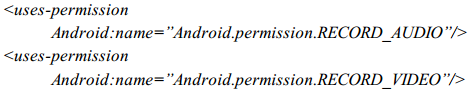 <uses-permission
Android:name=”Android.permission.RECORD_AUDIO”/>
<uses-permission
Android:name=”Android.permission.RECORD_VIDEO”/>